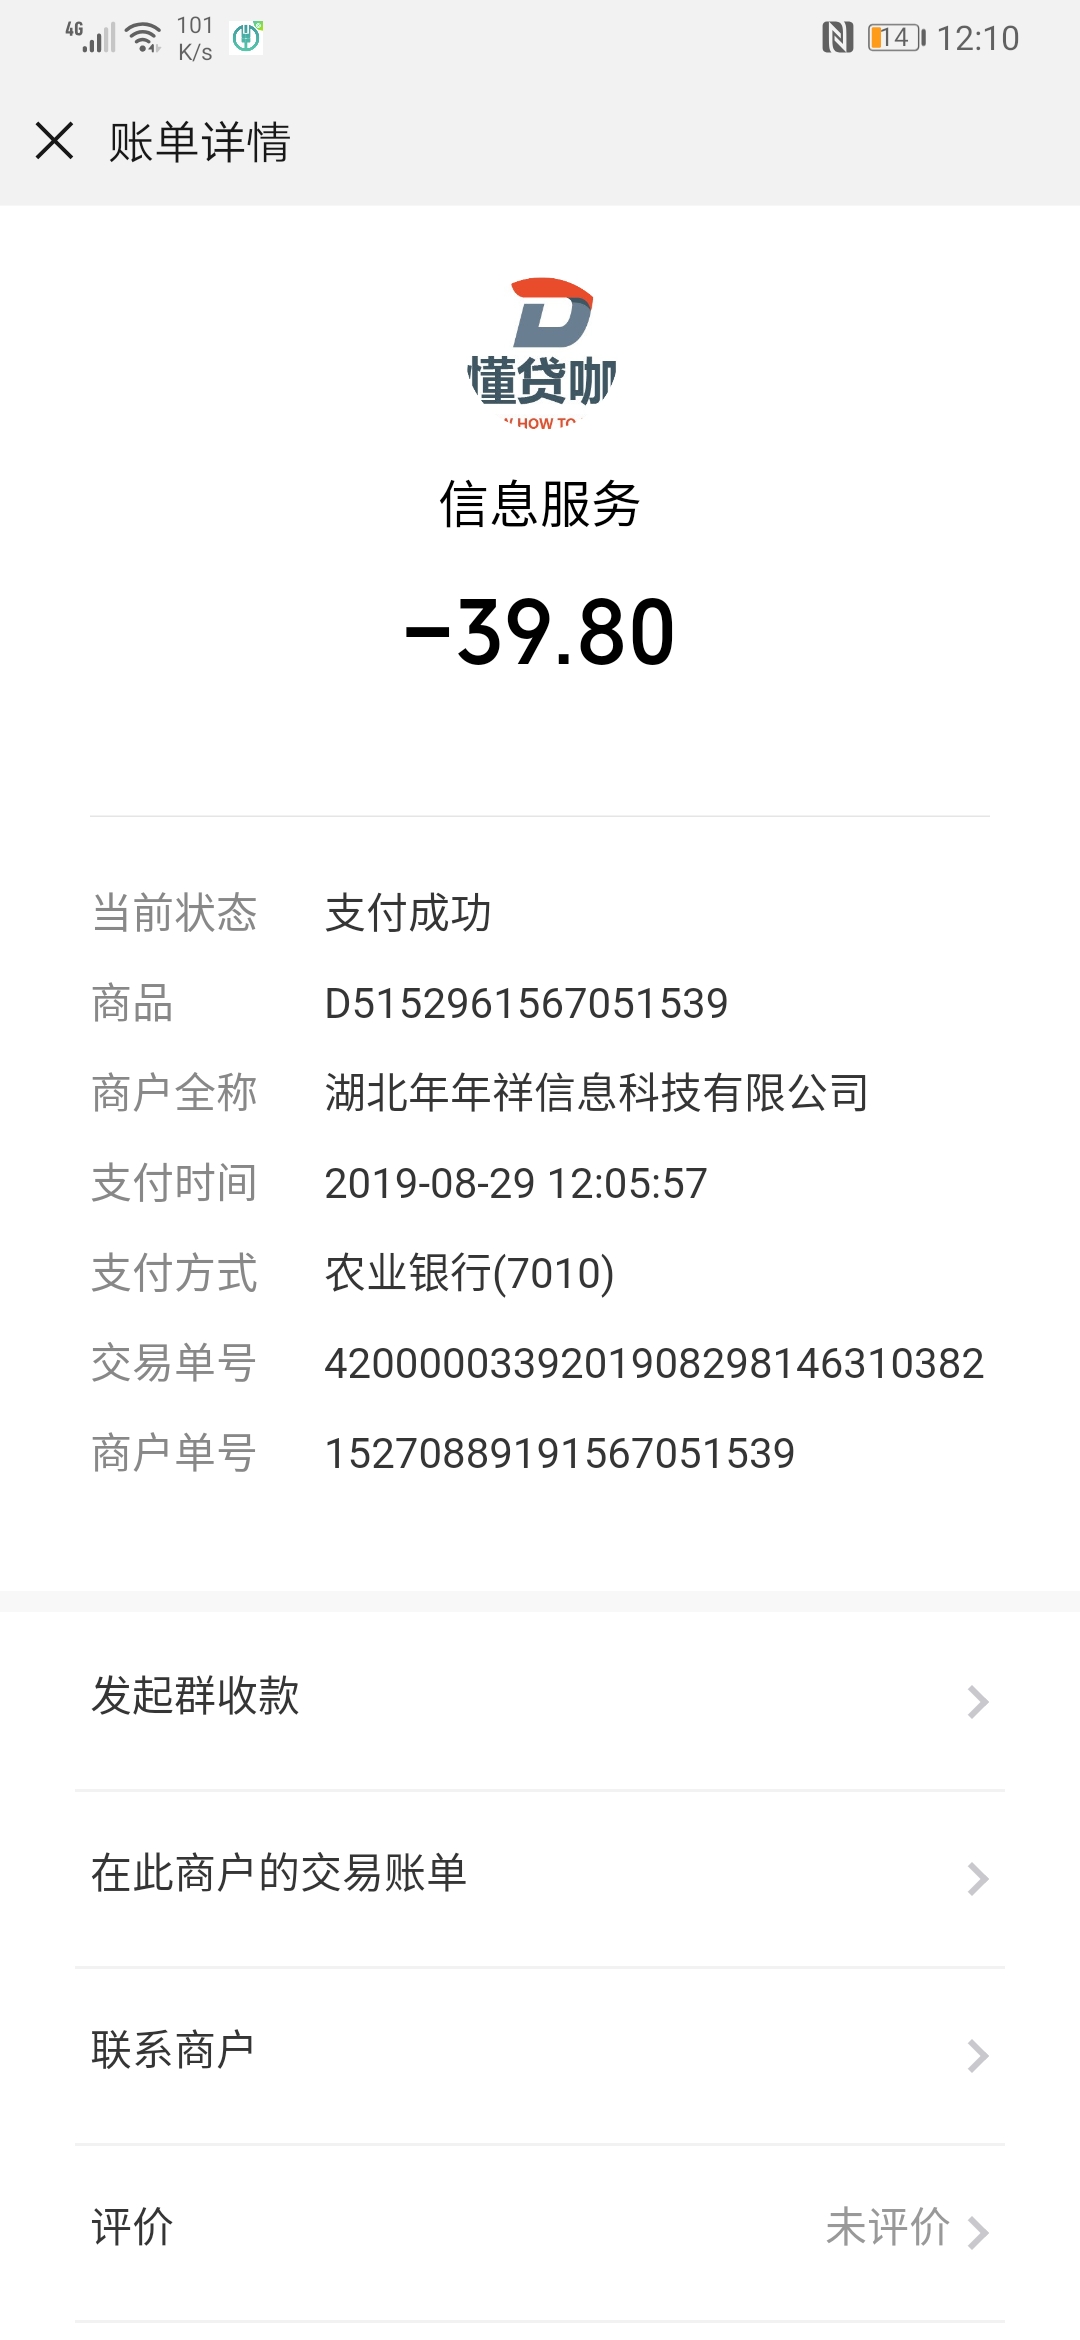 4G 101 K/s 14 12:10
账单详情
懂贷咖
HOW TO
信息服务
-39.80
当前状态 支付成功
商品 D5152961567051539
商户全称 湖北年年祥信息科技有限公司
支付时间 2019-08-29 12:05:57
支付方式 农业银行(7010)
交易单号 4200000339201908298146310382
商户单号 15270889191567051539
发起群收款
在此商户的交易账单
联系商户
评价 未评价